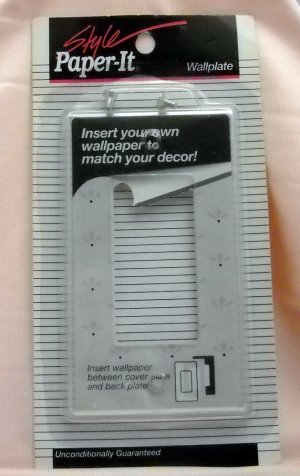 Style
Paper-It
Wallplate
Insert your own
wallpaper to
match your decor!
Insert wallpaper
between cover plate
and back plate
Unconditionally Guaranteed